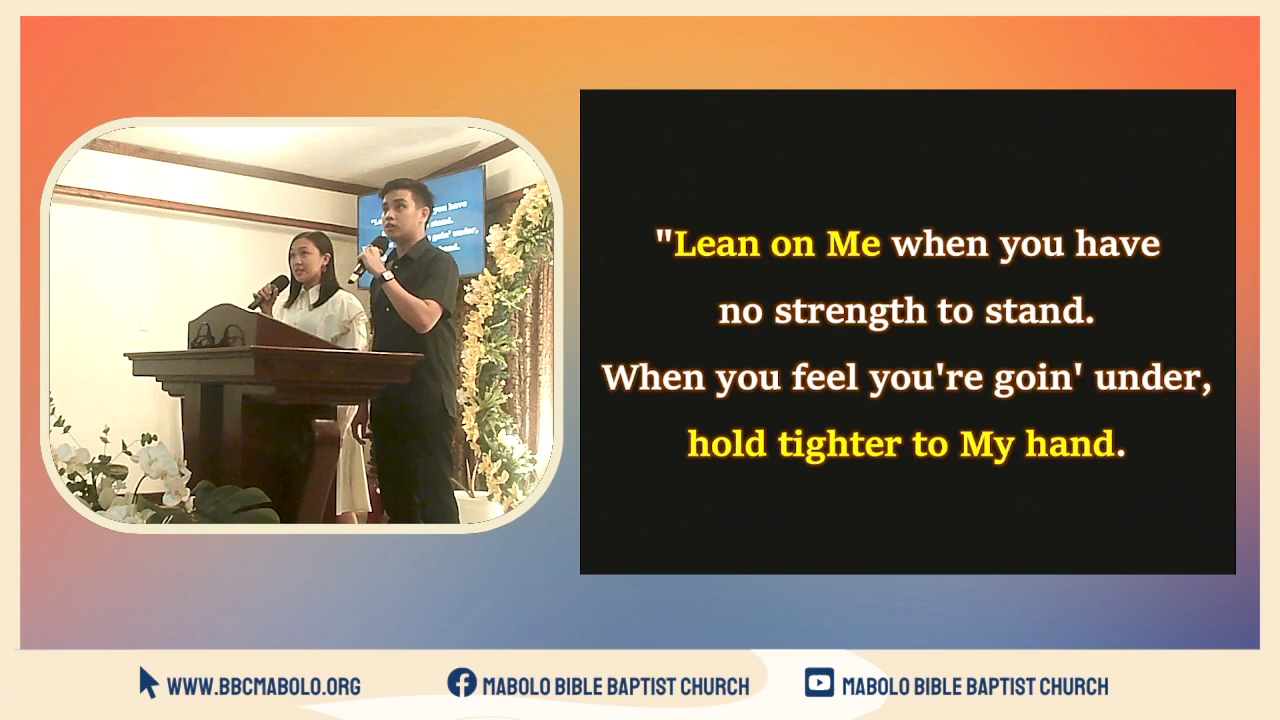 "Lean on Me when you have
no strength to stand.
When you feel you're goin' under,
hold tighter to My hand.
WWW.BBCMABOLO.ORG
MABOLO BIBLE BAPTIST CHURCH
MABOLO BIBLE BAPTIST CHURCH